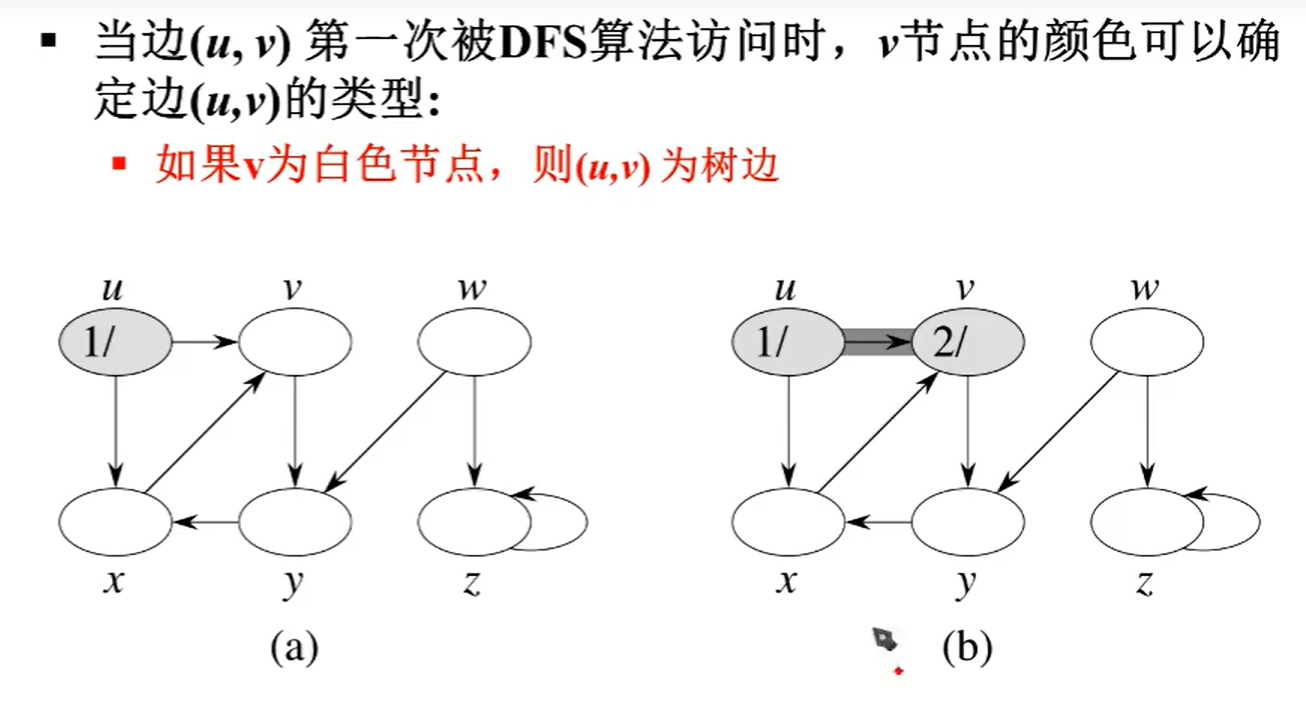 ▪ 当边(u, v) 第一次被DFS算法访问时，v节点的颜色可以确
定边(u,v)的类型:
▪ 如果v为白色节点，则(u,v) 为树边
u v w u v w
1/ 1/ 2/
x y z x y z
(a) (b)